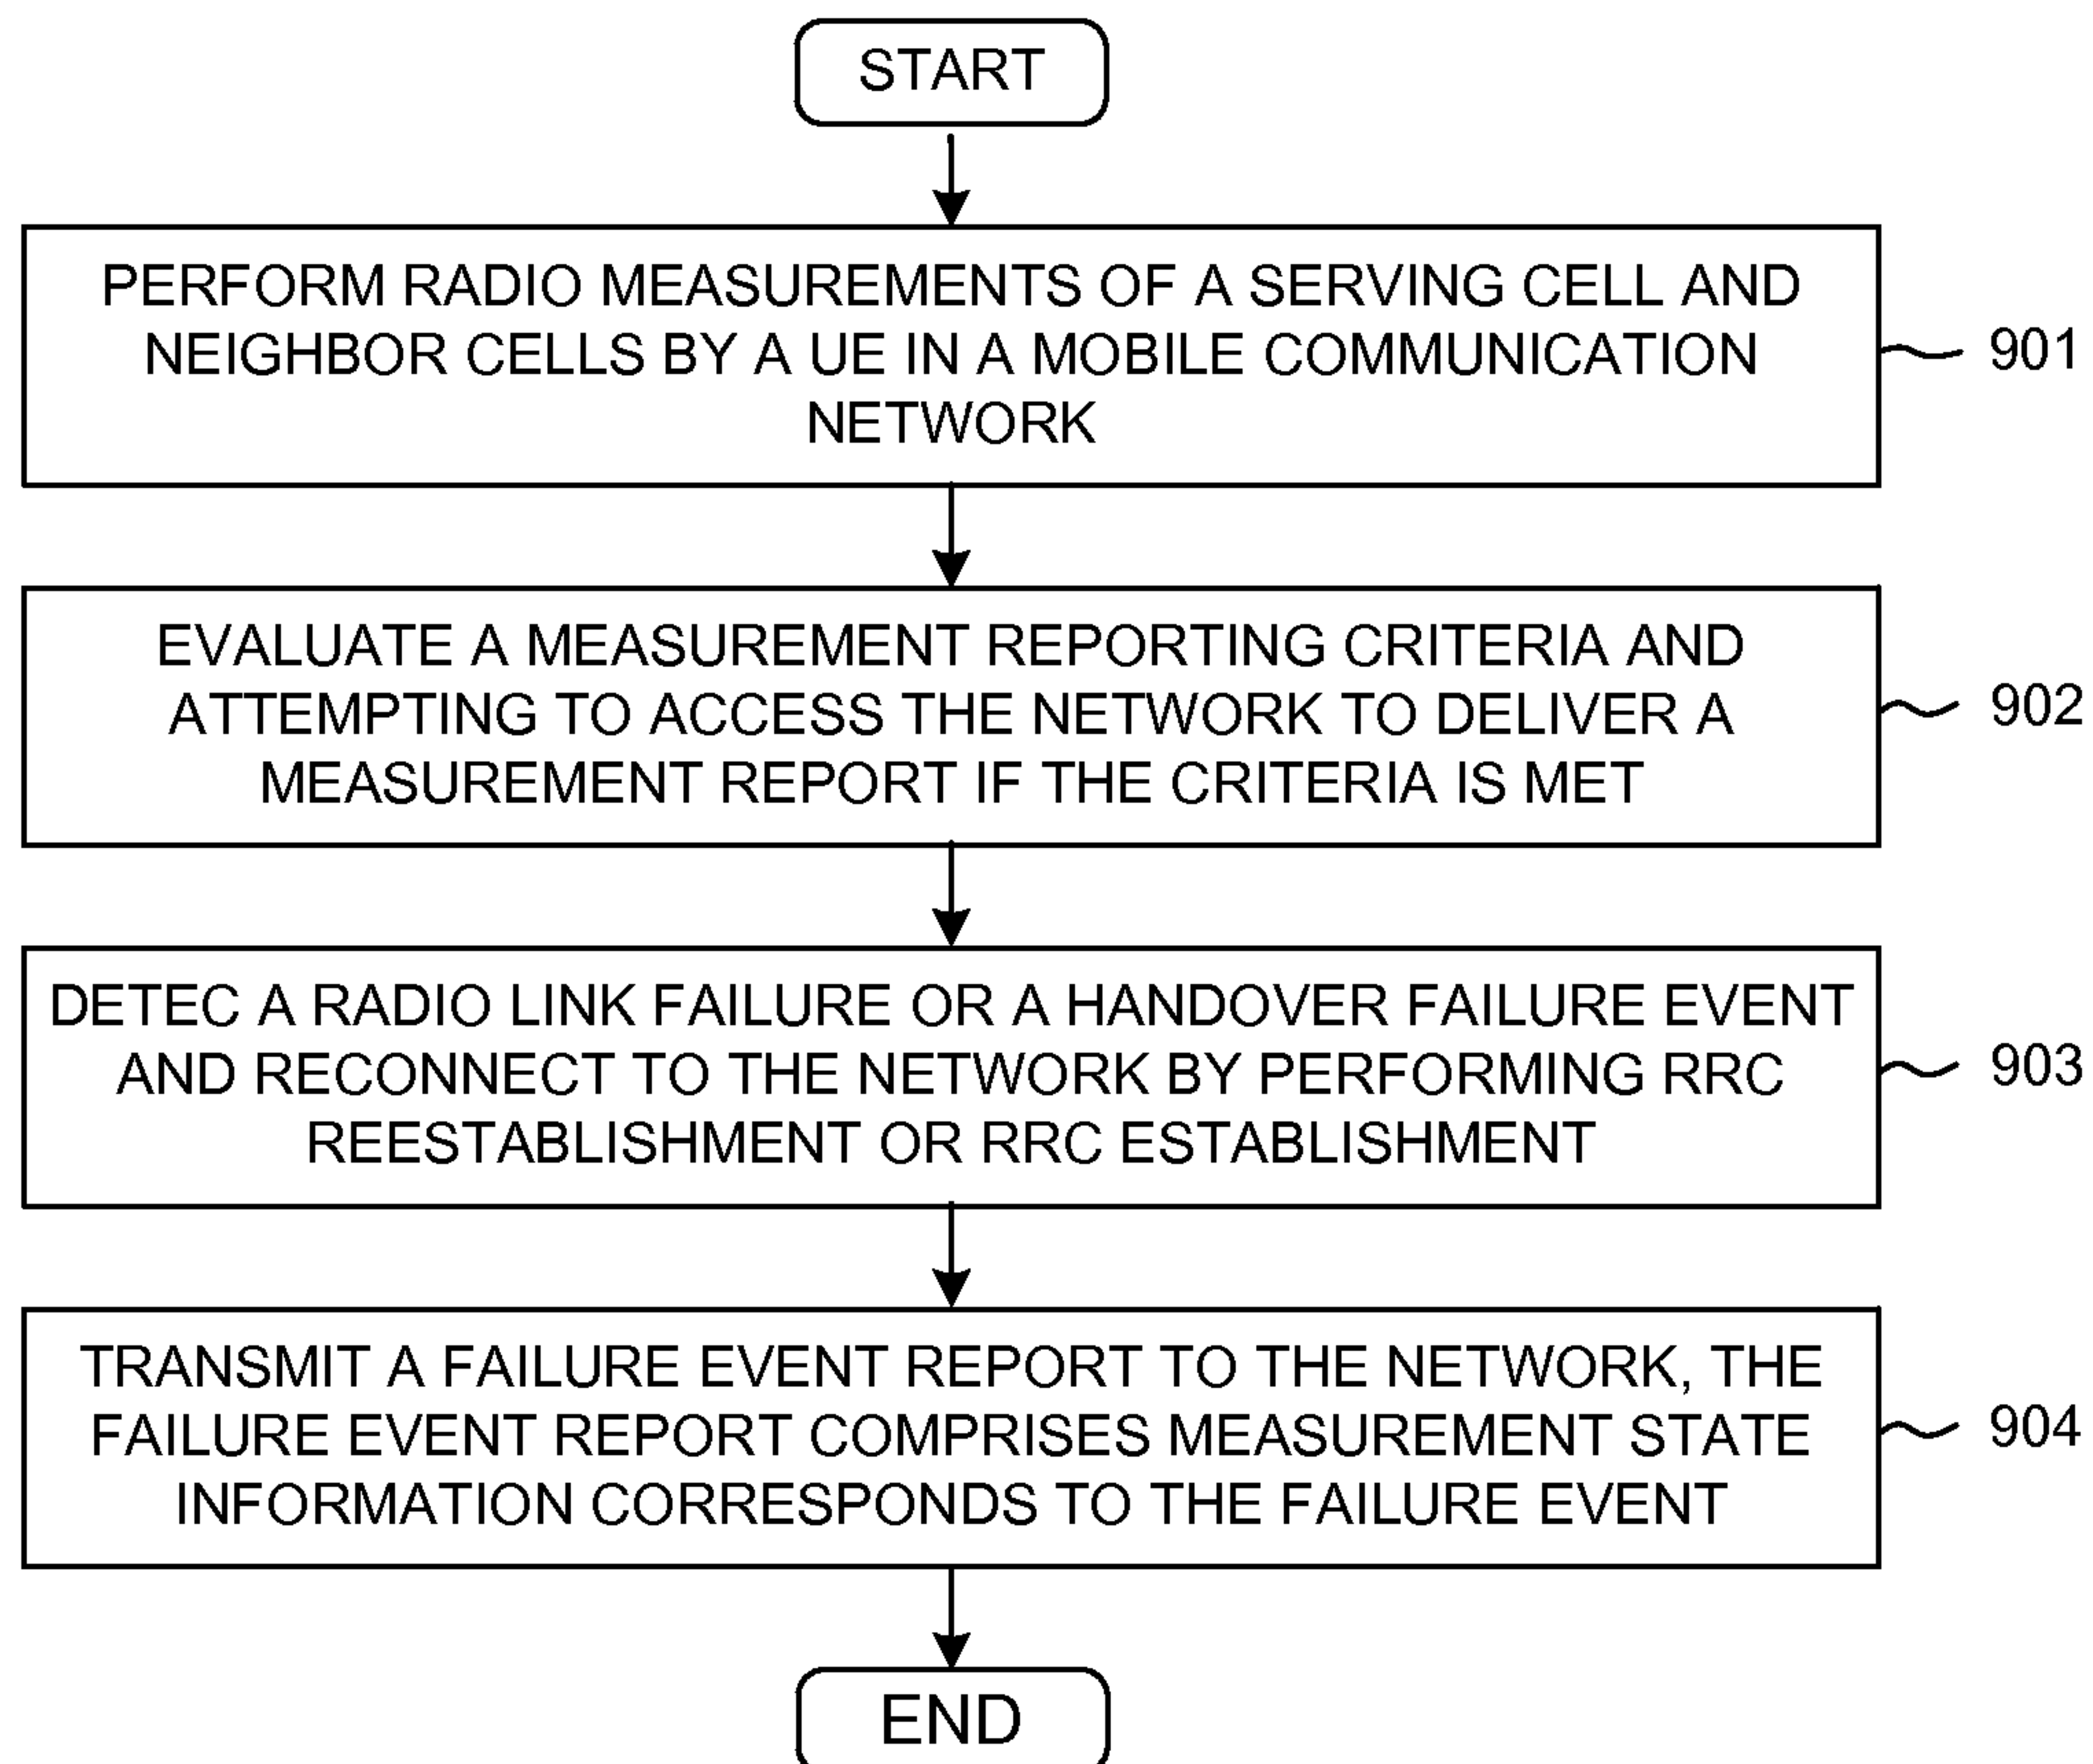 START
PERFORM RADIO MEASUREMENTS OF A SERVING CELL AND
NEIGHBOR CELLS BY A UE IN A MOBILE COMMUNICATION
NETWORK
901
EVALUATE A MEASUREMENT REPORTING CRITERIA AND
ATTEMPTING TO ACCESS THE NETWORK TO DELIVER A
MEASUREMENT REPORT IF THE CRITERIA IS MET
902
DETEC A RADIO LINK FAILURE OR A HANDOVER FAILURE EVENT
AND RECONNECT TO THE NETWORK BY PERFORMING RRC
REESTABLISHMENT OR RRC ESTABLISHMENT
903
TRANSMIT A FAILURE EVENT REPORT TO THE NETWORK, THE
FAILURE EVENT REPORT COMPRISES MEASUREMENT STATE
INFORMATION CORRESPONDS TO THE FAILURE EVENT
904
END